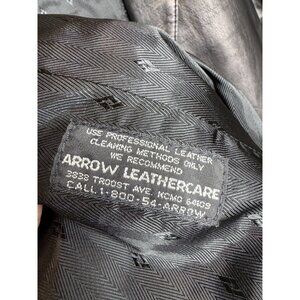 USE PROFESSIONAL LEATHER
CLEANING METHODS ONLY
WE RECOMMEND
ARROW LEATHERCARE
3838 TROOST AVE. KCMO 64109
CALL 1-800-54-ARROW